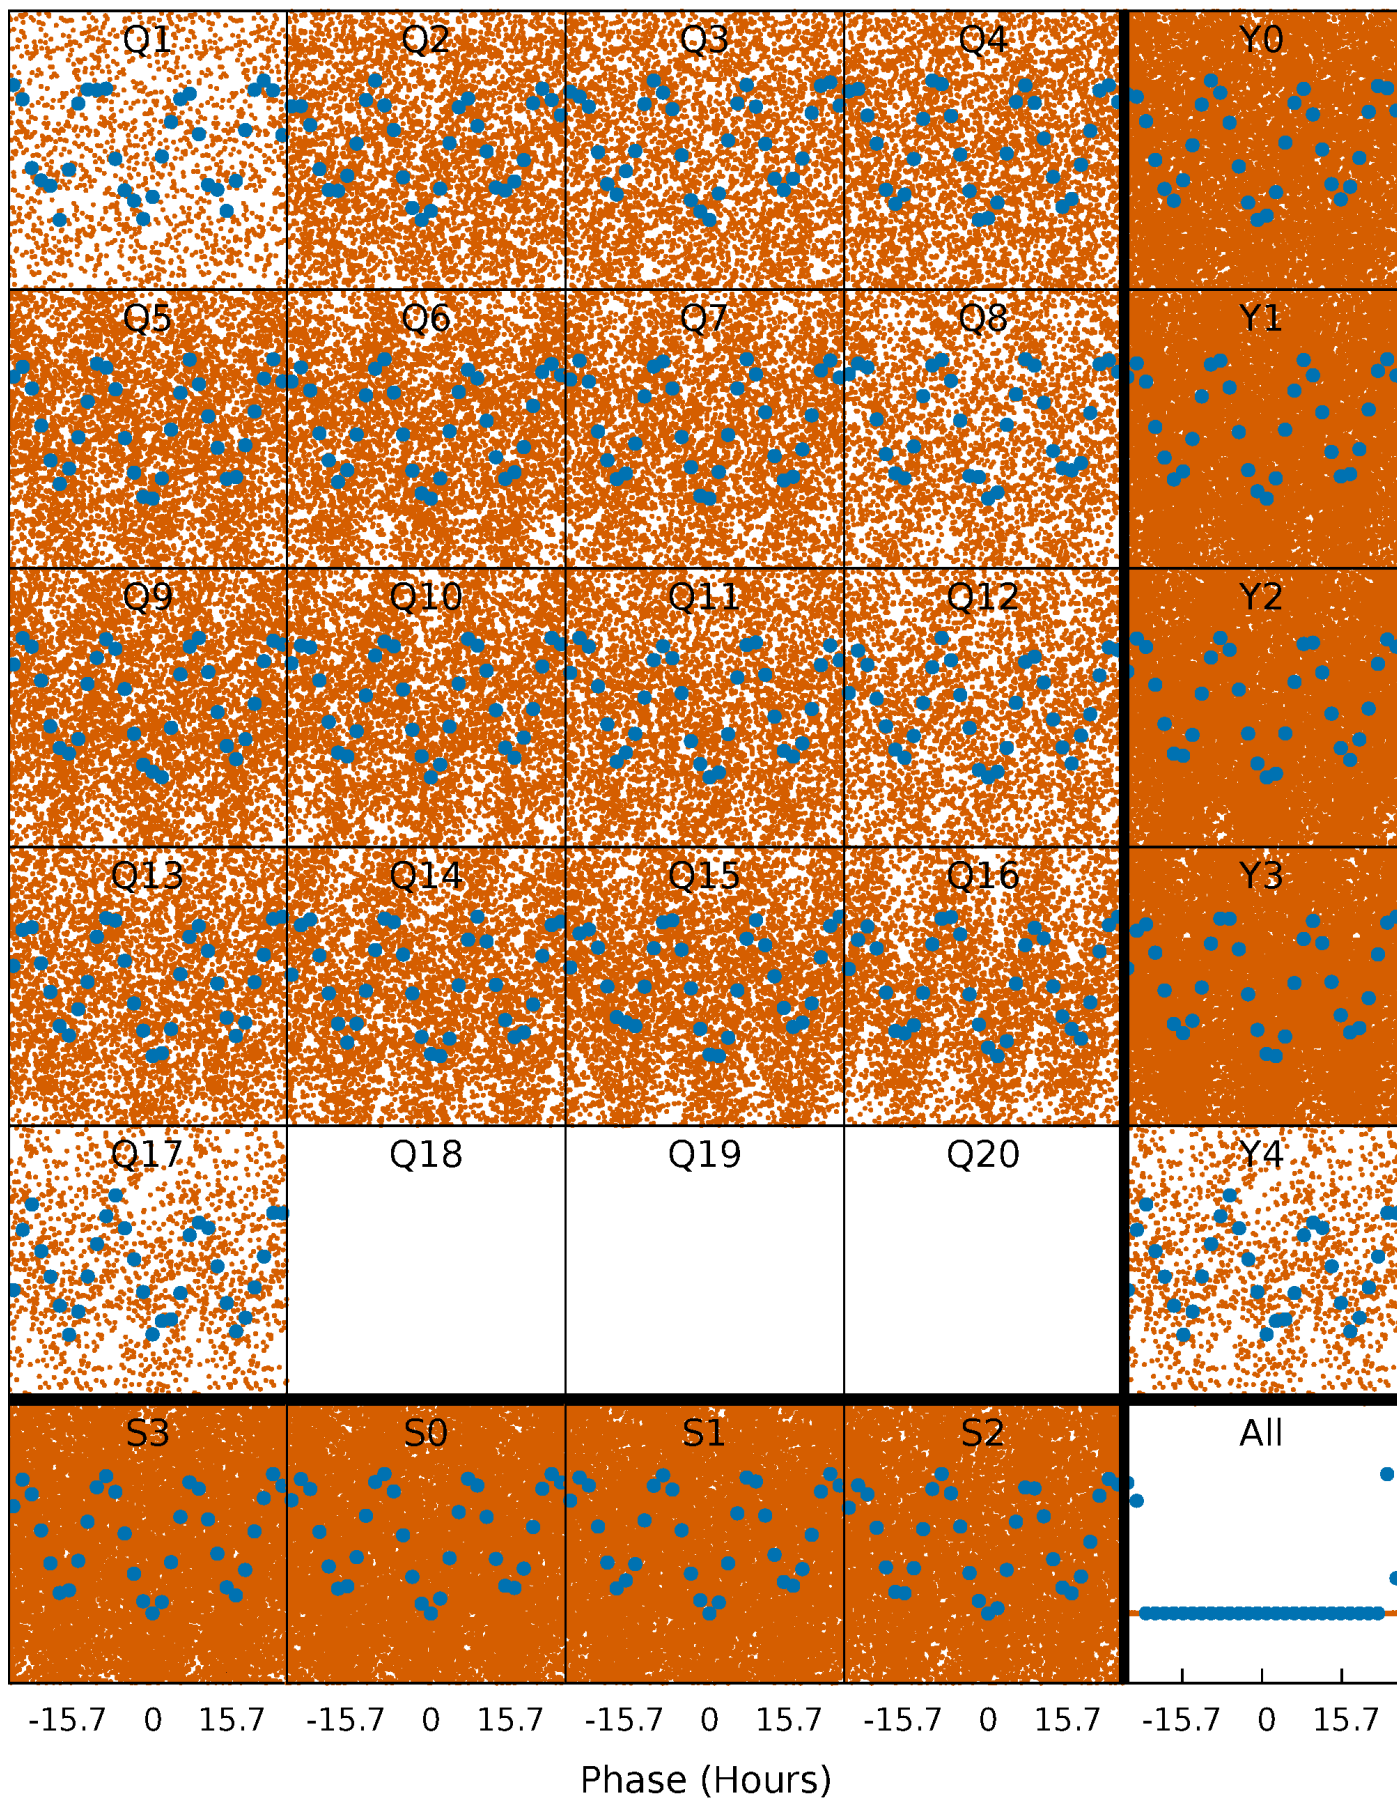 Q1 Q2 Q3 Q4 Y0
Q5 Q6 Q7 Q8 Y1
Q9 Q10 Q11 Q12 Y2
Q13 Q14 Q15 Q16 Y3
Q17 Q18 Q19 Q20 Y4
S3 S0 S1 S2 All
-15.7 0 15.7 -15.7 0 15.7 -15.7 0 15.7 -15.7 0 15.7 -15.7 0 15.7
Phase (Hours)